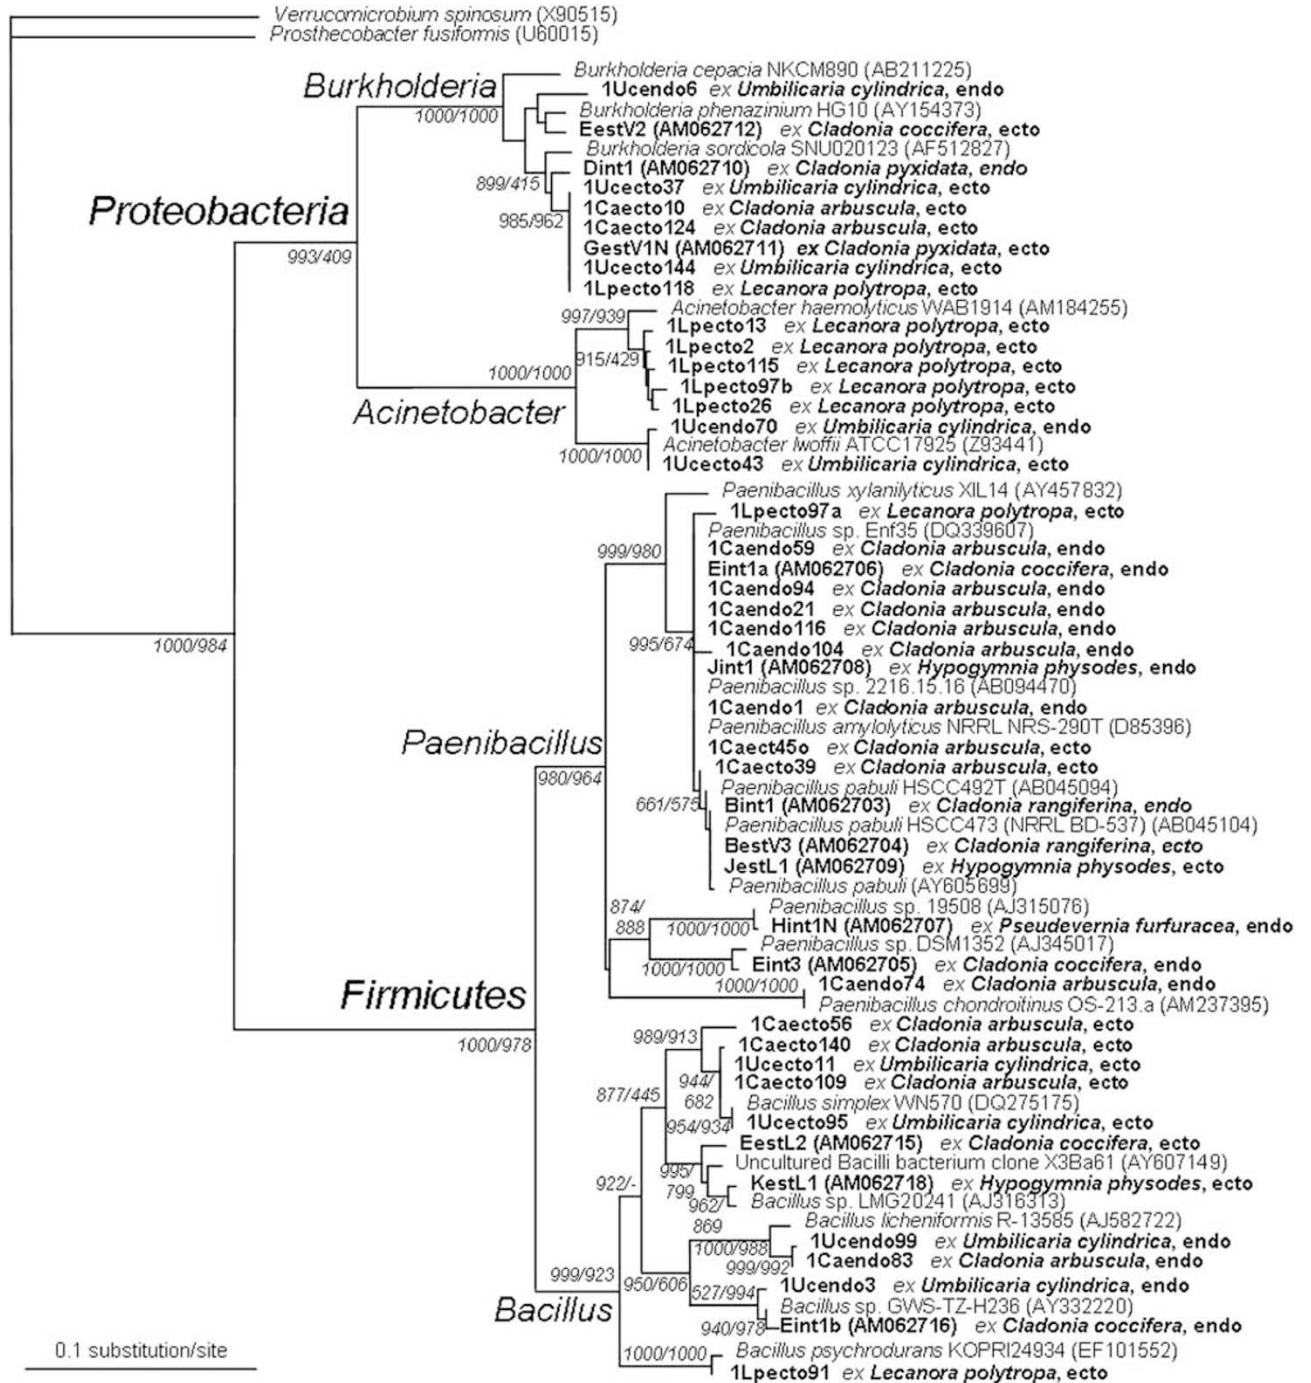 Verrucomicrobium spinosum (X90515)
Prosthecobacter fusiformis (U60015)
Burkholderia cepacia NKCM890 (AB211225)
Burkholderia
1Ucendo6 ex Umbilicaria cylindrica, endo
1000/1000
Burkholderia phenazinium HG10 (AY154373)
EestV2 (AM062712) ex Cladonia coccifera, ecto
Burkholderia sordicola SNU020123 (AF512827)
Dint1 (AM062710) ex Cladonia pyxidata, endo
899/415
1Ucecto37 ex Umbilicaria cylindrica, ecto
Proteobacteria
1Caecto10 ex Cladonia arbuscula, ecto
985/962
1Caecto124 ex Cladonia arbuscula, ecto
GestV1N (AM062711) ex Cladonia pyxidata, ecto
993/409
1Ucecto144 ex Umbilicaria cylindrica, ecto
1Lpecto118 ex Lecanora polytropa, ecto
Acinetobacter haemolyticus WAB1914 (AM184255)
997/939
1Lpecto13 ex Lecanora polytropa, ecto
1Lpecto2 ex Lecanora polytropa, ecto
915/429
1Lpecto115 ex Lecanora polytropa, ecto
1000/1000
1Lpecto97b ex Lecanora polytropa, ecto
1Lpecto26 ex Lecanora polytropa, ecto
Acinetobacter
1Ucendo70 ex Umbilicaria cylindrica, endo
Acinetobacter lwoffii ATCC17925 (Z93441)
1000/1000
1Ucecto43 ex Umbilicaria cylindrica, ecto
Paenibacillus xylanilyticus XIL14 (AY457832)
1Lpecto97a ex Lecanora polytropa, ecto
Paenibacillus sp. Enf35 (DQ339607)
999/980
1Caendo59 ex Cladonia arbuscula, endo
Eint1a (AM062706) ex Cladonia coccifera, endo
1Caendo94 ex Cladonia arbuscula, endo
1Caendo21 ex Cladonia arbuscula, endo
1Caendo116 ex Cladonia arbuscula, endo
1000/984
995/674
1Caendo104 ex Cladonia arbuscula, endo
Jint1 (AM062708) ex Hypogymnia physodes, endo
Paenibacillus sp. 2216.15.16 (AB094470)
1Caendo1 ex Cladonia arbuscula, endo
Paenibacillus amylolyticus NRRL NRS-290T (D85396)
Paenibacillus
1Caect45o ex Cladonia arbuscula, ecto
1Caecto39 ex Cladonia arbuscula, ecto
980/964
Paenibacillus pabuli HSCC492T (AB045094)
661/575
Bint1 (AM062703) ex Cladonia rangiferina, endo
Paenibacillus pabuli HSCC473 (NRRL BD-537) (AB045104)
BestV3 (AM062704) ex Cladonia rangiferina, ecto
JestL1 (AM062709) ex Hypogymnia physodes, ecto
Paenibacillus pabuli (AY605699)
874/
888
Paenibacillus sp. 19508 (AJ315076)
1000/1000
Hint1N (AM062707) ex Pseudevernia furfuracea, endo
Paenibacillus sp. DSM1352 (AJ345017)
1000/1000
Eint3 (AM062705) ex Cladonia coccifera, endo
1000/1000
1Caendo74 ex Cladonia arbuscula, endo
Firmicutes
Paenibacillus chondroitinus OS-213.a (AM237395)
1Caecto56 ex Cladonia arbuscula, ecto
989/913
1000/978
1Caecto140 ex Cladonia arbuscula, ecto
1Ucecto11 ex Umbilicaria cylindrica, ecto
944/
682
1Caecto109 ex Cladonia arbuscula, ecto
877/445
Bacillus simplex WN570 (DQ275175)
954/934
1Ucecto95 ex Umbilicaria cylindrica, ecto
EestL2 (AM062715) ex Cladonia coccifera, ecto
Uncultured Bacilli bacterium clone X3Ba61 (AY607149)
995/
799
922/-
KestL1 (AM062718) ex Hypogymnia physodes, ecto
962/
869
Bacillus sp. LMG20241 (AJ316313)
Bacillus licheniformis R-13585 (AJ582722)
1Ucendo99 ex Umbilicaria cylindrica, endo
1000/988
999/992
1Caendo83 ex Cladonia arbuscula, endo
999/923
950/606
527/994
1Ucendo3 ex Umbilicaria cylindrica, endo
Bacillus
Bacillus sp. GWS-TZ-H236 (AY332220)
940/978
Eint1b (AM062716) ex Cladonia coccifera, endo
0.1 substitution/site
1000/1000
Bacillus psychrodurans KOPRI24934 (EF101552)
1Lpecto91 ex Lecanora polytropa, ecto